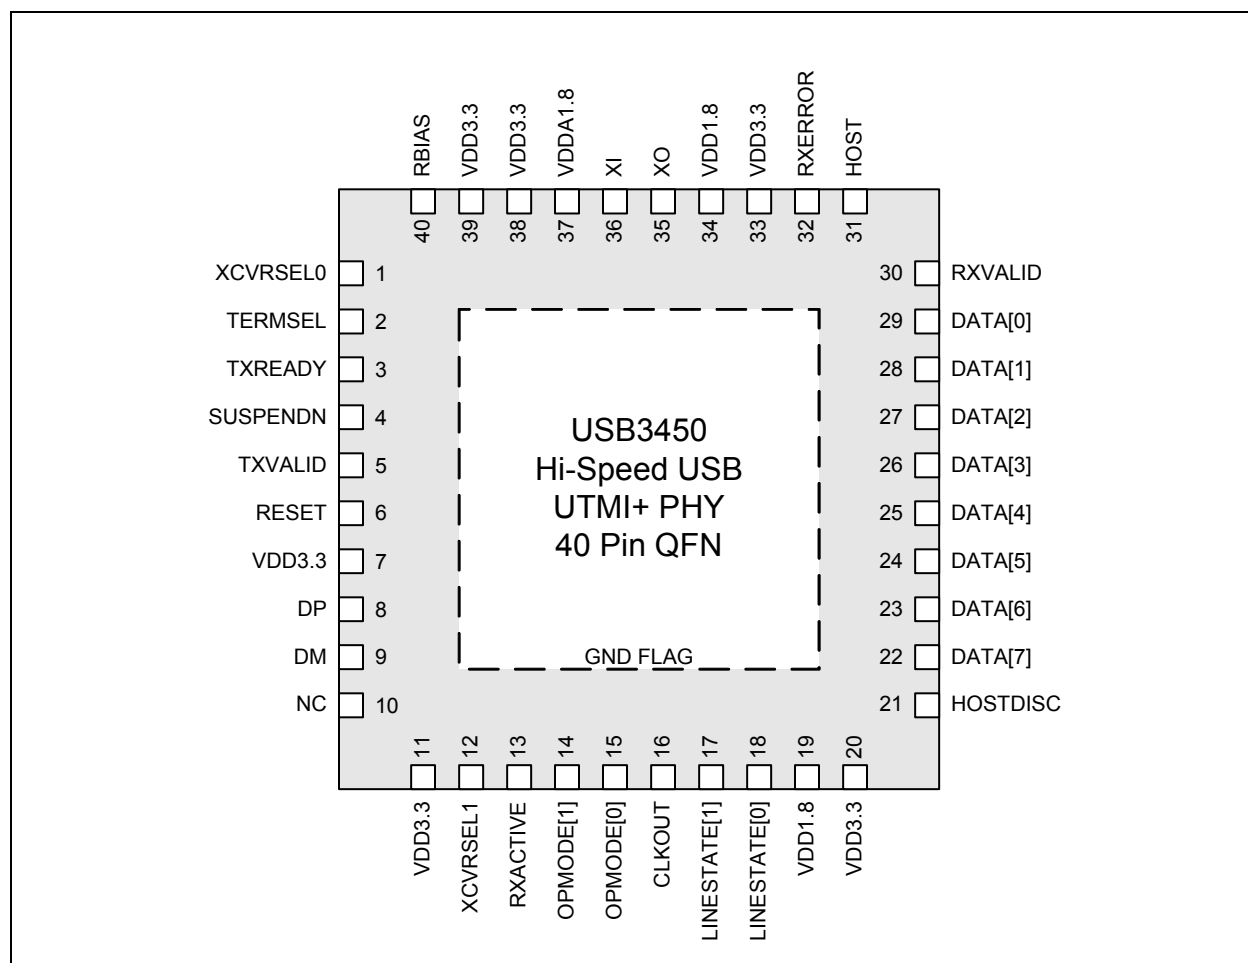 RBIAS
VDD3.3
VDD3.3
VDDA1.8
XI
XO
VDD1.8
VDD3.3
RXERROR
HOST
40
39
38
37
36
35
34
33
32
31
XCVRSEL0 1
TERMSEL 2
TXREADY 3
SUSPENDN 4
TXVALID 5
RESET 6
VDD3.3 7
DP 8
DM 9
NC 10
USB3450
Hi-Speed USB
UTMI+ PHY
40 Pin QFN
GND FLAG
30 RXVALID
29 DATA[0]
28 DATA[1]
27 DATA[2]
26 DATA[3]
25 DATA[4]
24 DATA[5]
23 DATA[6]
22 DATA[7]
21 HOSTDISC
11
12
13
14
15
16
17
18
19
20
VDD3.3
XCVRSEL1
RXACTIVE
OPMODE[1]
OPMODE[0]
CLKOUT
LINESTATE[1]
LINESTATE[0]
VDD1.8
VDD3.3